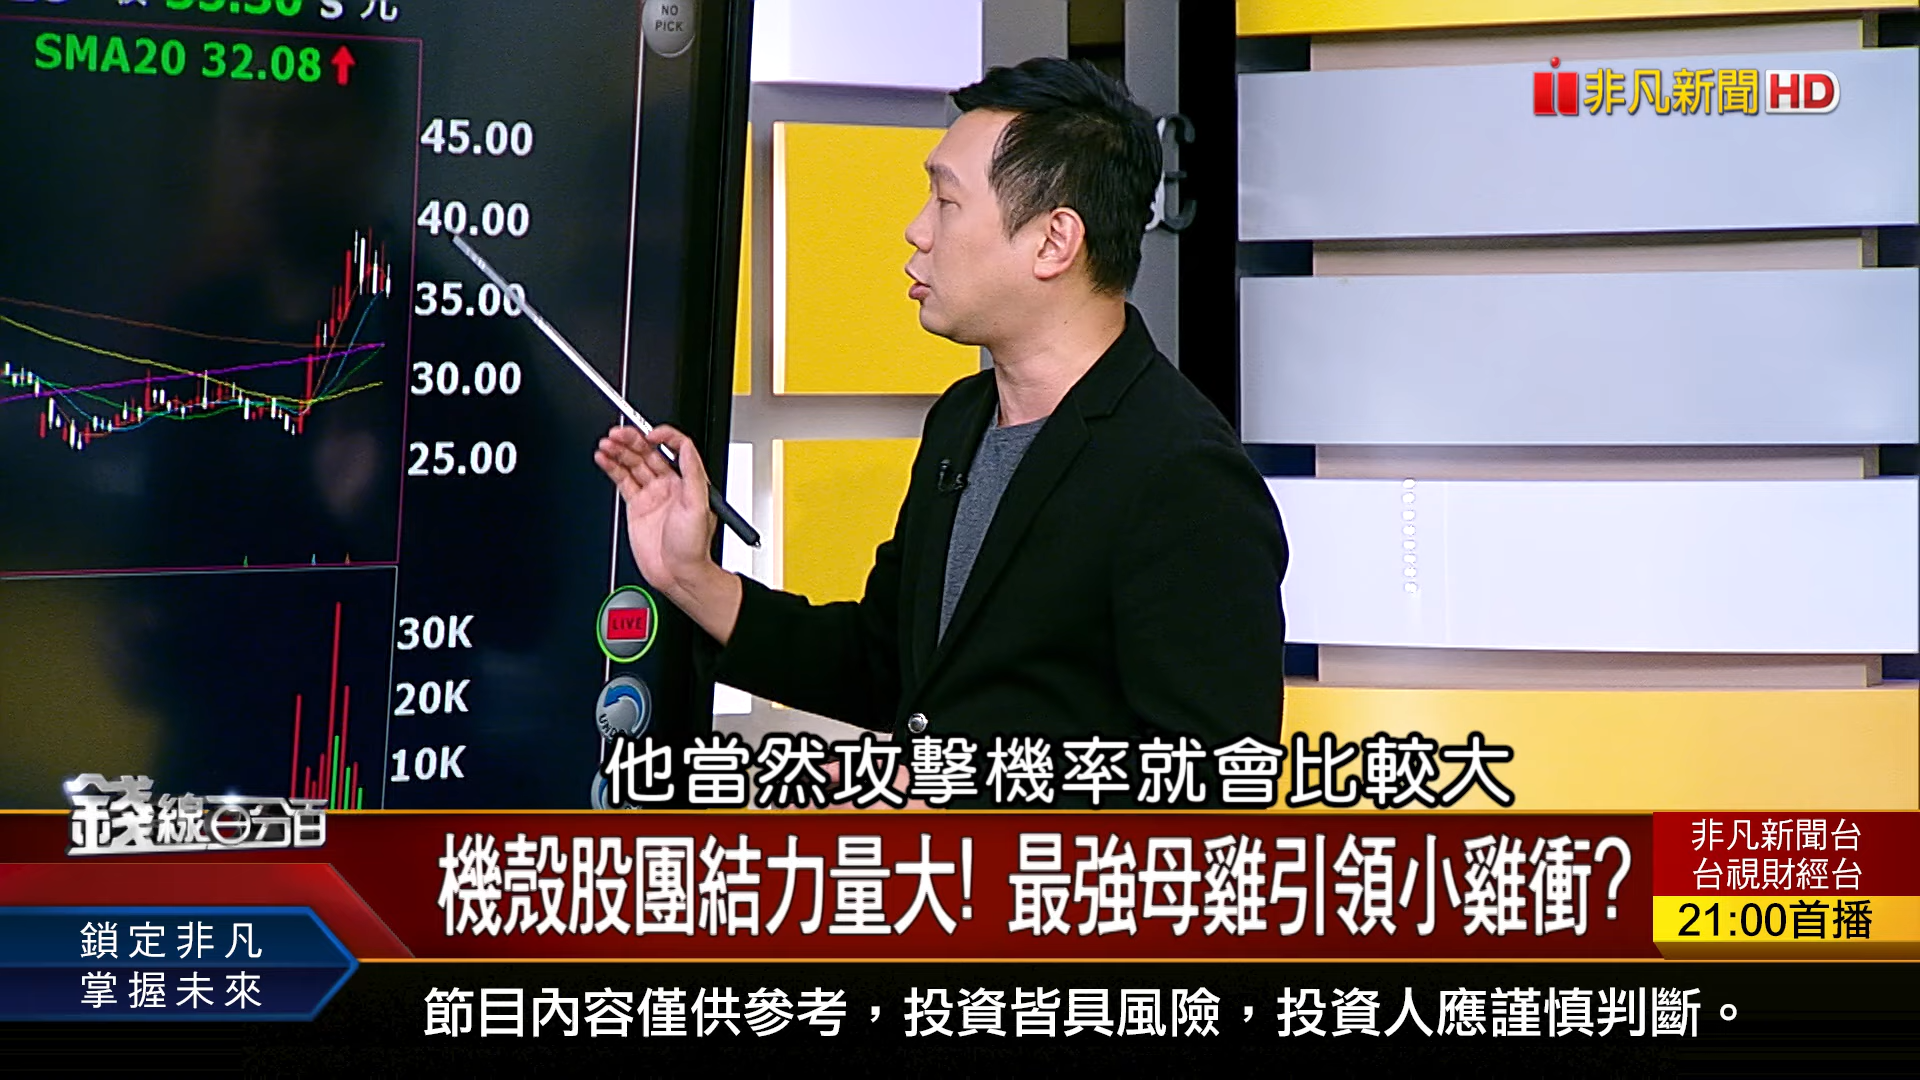 NO
PICK
SMA20 32.08
非凡新聞HD
45.00
40.00
35.00
30.00
25.00
LIVE
30K
20K
10K
他當然攻擊機率就會比較大
錢線百分百
機殼股團結力量大! 最強母雞引領小雞衝?
非凡新聞台
台視財經台
21:00首播
鎖定非凡
掌握未來
節目內容僅供參考，投資皆具風險，投資人應謹慎判斷。